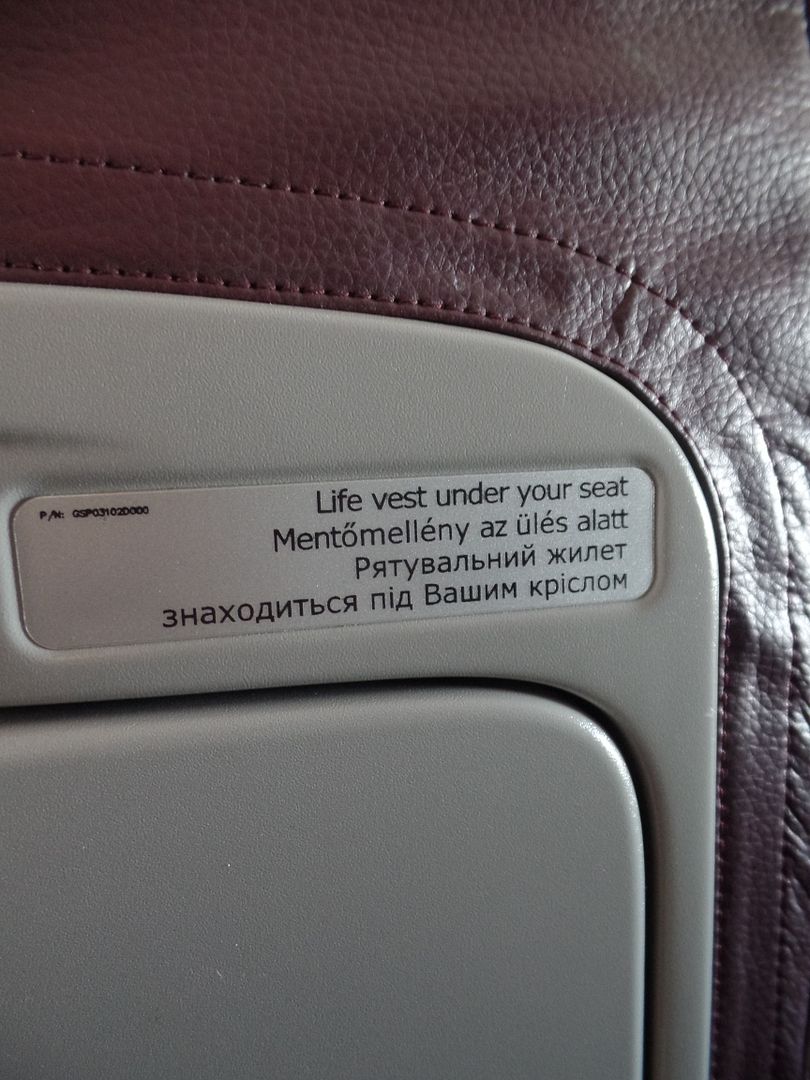 P/N: GSP03102D000
Life vest under your seat
Mentőmellény az ülés alatt
Рятувальний жилет
знаходиться під Вашим кріслом